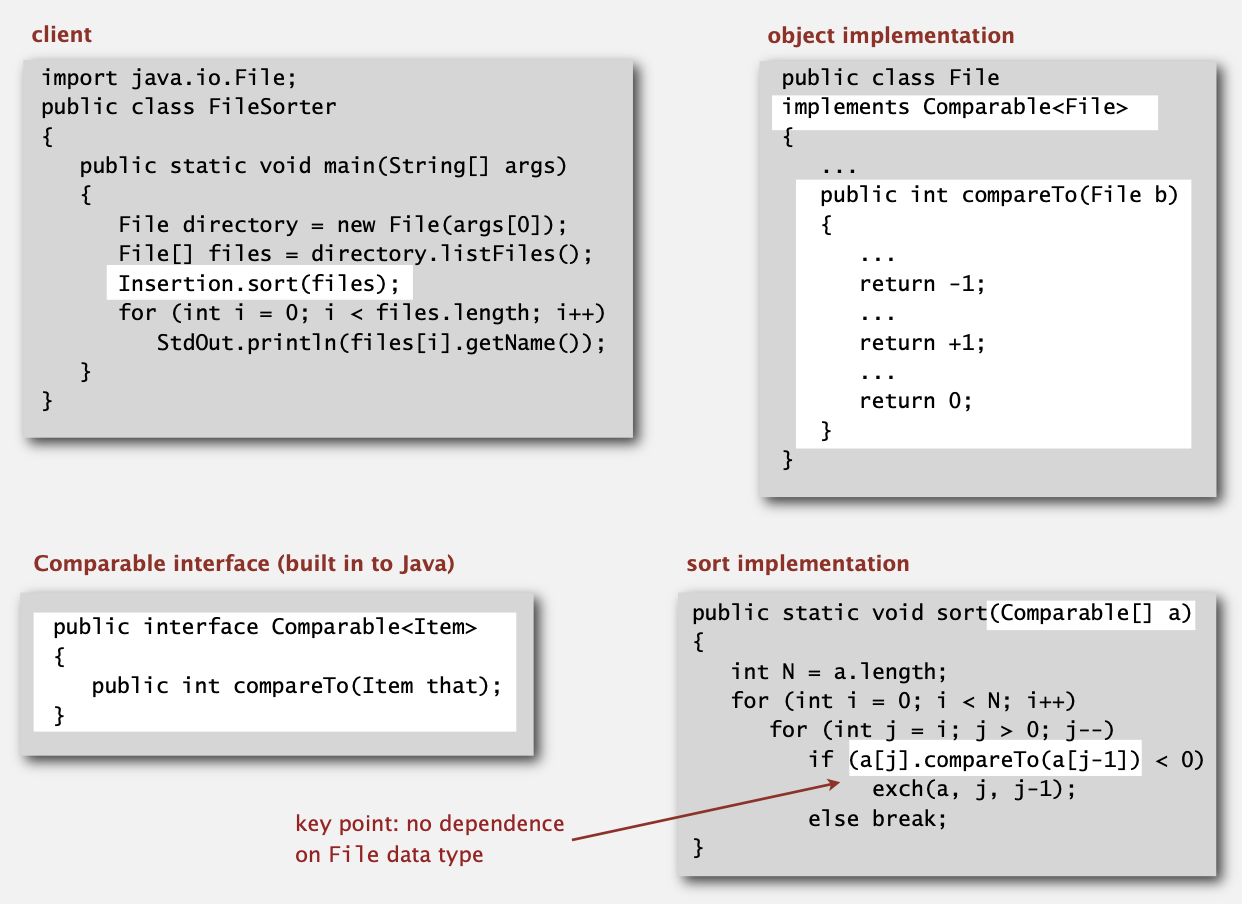 client
import java.io.File;
public class FileSorter
{
   public static void main(String[] args)
   {
      File directory = new File(args[0]);
      File[] files = directory.listFiles();
      Insertion.sort(files);
      for (int i = 0; i < files.length; i++)
         StdOut.println(files[i].getName());
   }
}
object implementation
public class File
implements Comparable<File>
{
   ...
   public int compareTo(File b)
   {
      ...
      return -1;
      ...
      return +1;
      ...
      return 0;
   }
}
Comparable interface (built in to Java)
public interface Comparable<Item>
{
   public int compareTo(Item that);
}
key point: no dependence
on File data type
sort implementation
public static void sort(Comparable[] a)
{
   int N = a.length;
   for (int i = 0; i < N; i++)
      for (int j = i; j > 0; j--)
         if (a[j].compareTo(a[j-1]) < 0)
              exch(a, j, j-1);
         else break;
}